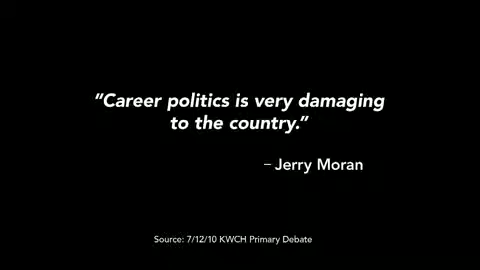 “Career politics is very damaging
to the country.”
– Jerry Moran
Source: 7/12/10 KWCH Primary Debate